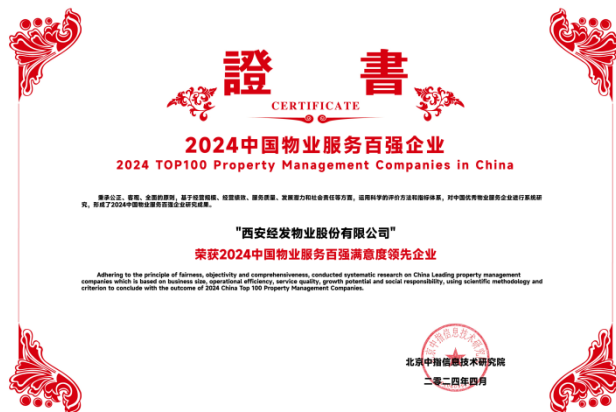 證 書
CERTIFICATE
2024中国物业服务百强企业
2024 TOP100 Property Management Companies in China
秉承公正、客观、全面的原则，基于经营规模、经营绩效、服务质量、发展潜力和社会责任等方面，运用科学的评价方法和指标体系，对中国优秀物业服务企业进行系统研
究，形成了2024中国物业服务百强企业研究成果。
"西安经发物业股份有限公司"
荣获2024中国物业服务百强满意度领先企业
Adhering to the principle of fairness, objectivity and comprehensiveness, conducted systematic research on China Leading property management
companies which is based on business size, operational efficiency, service quality, growth potential and social responsibility, using scientific methodology and
criterion to conclude with the outcome of 2024 China Top 100 Property Management Companies.
北京中指信息技术研究院
北京中指信息技术研究院
二零二四年四月